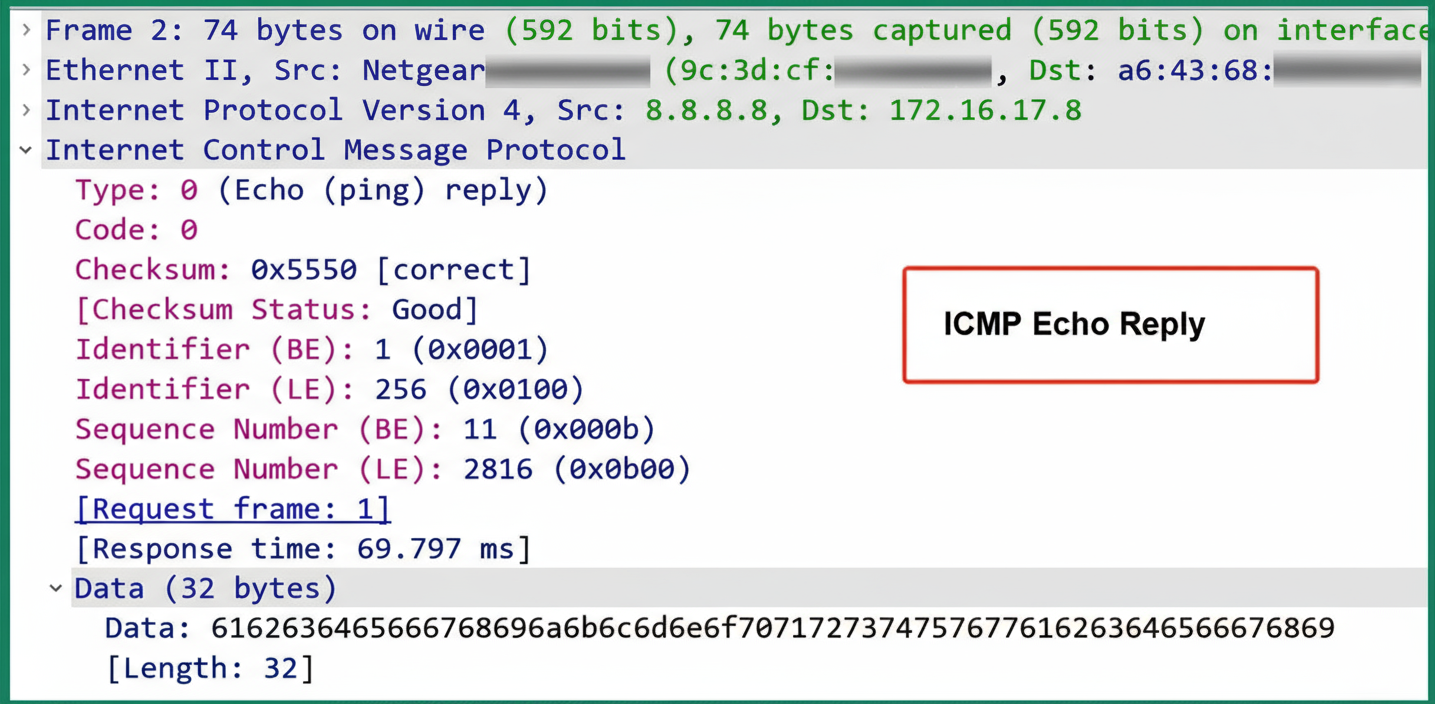 Frame 2: 74 bytes on wire (592 bits), 74 bytes captured (592 bits) on interface
Ethernet II, Src: Netgear (9c:3d:cf: , Dst: a6:43:68:
Internet Protocol Version 4, Src: 8.8.8.8, Dst: 172.16.17.8
Internet Control Message Protocol
Type: 0 (Echo (ping) reply)
Code: 0
Checksum: 0x5550 [correct]
[Checksum Status: Good]
Identifier (BE): 1 (0x0001)
Identifier (LE): 256 (0x0100)
Sequence Number (BE): 11 (0x000b)
Sequence Number (LE): 2816 (0x0b00)
[Request frame: 1]
[Response time: 69.797 ms]
Data (32 bytes)
Data: 6162636465666768696a6b6c6d6e6f7071727374757677616263646566676869
[Length: 32]
ICMP Echo Reply